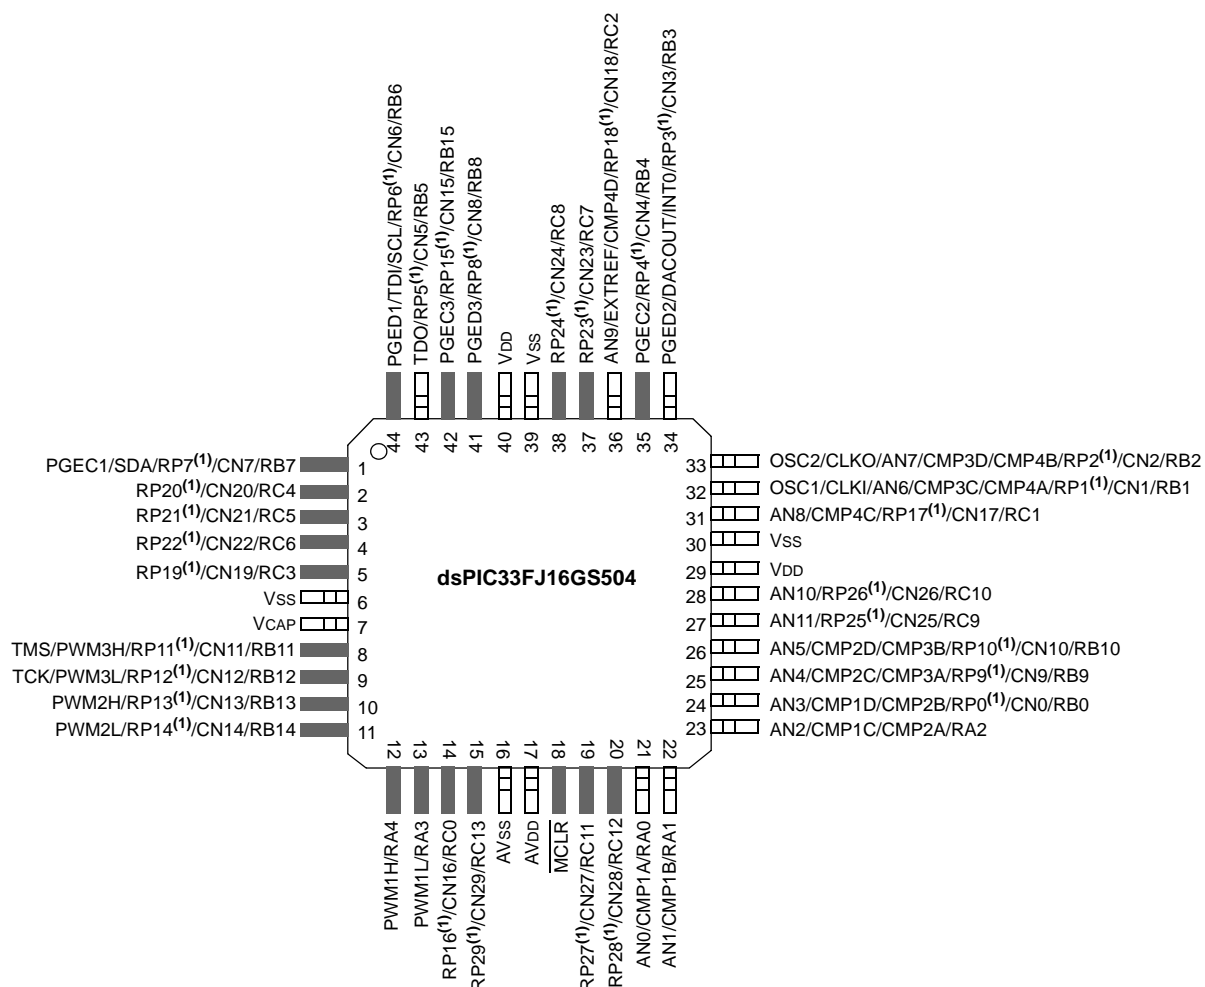 PGED1/TDI/SCL/RP6(1)/CN6/RB6
TDO/RP5(1)/CN5/RB5
PGEC3/RP15(1)/CN15/RB15
PGED3/RP8(1)/CN8/RB8
VDD
VSS
RP24(1)/CN24/RC8
RP23(1)/CN23/RC7
AN9/EXTREF/CMP4D/RP18(1)/CN18/RC2
PGEC2/RP4(1)/CN4/RB4
PGED2/DACOUT/INT0/RP3(1)/CN3/RB3
44
43
42
41
40
39
38
37
36
35
34
PGEC1/SDA/RP7(1)/CN7/RB7 1
RP20(1)/CN20/RC4 2
RP21(1)/CN21/RC5 3
RP22(1)/CN22/RC6 4
RP19(1)/CN19/RC3 5
VSS 6
VCAP 7
TMS/PWM3H/RP11(1)/CN11/RB11 8
TCK/PWM3L/RP12(1)/CN12/RB12 9
PWM2H/RP13(1)/CN13/RB13 10
PWM2L/RP14(1)/CN14/RB14 11
dsPIC33FJ16GS504
33 OSC2/CLKO/AN7/CMP3D/CMP4B/RP2(1)/CN2/RB2
32 OSC1/CLKI/AN6/CMP3C/CMP4A/RP1(1)/CN1/RB1
31 AN8/CMP4C/RP17(1)/CN17/RC1
30 VSS
29 VDD
28 AN10/RP26(1)/CN26/RC10
27 AN11/RP25(1)/CN25/RC9
26 AN5/CMP2D/CMP3B/RP10(1)/CN10/RB10
25 AN4/CMP2C/CMP3A/RP9(1)/CN9/RB9
24 AN3/CMP1D/CMP2B/RP0(1)/CN0/RB0
23 AN2/CMP1C/CMP2A/RA2
12
13
14
15
16
17
18
19
20
21
22
PWM1H/RA4
PWM1L/RA3
RP16(1)/CN16/RC0
RP29(1)/CN29/RC13
AVSS
AVDD
MCLR
RP27(1)/CN27/RC11
RP28(1)/CN28/RC12
AN0/CMP1A/RA0
AN1/CMP1B/RA1